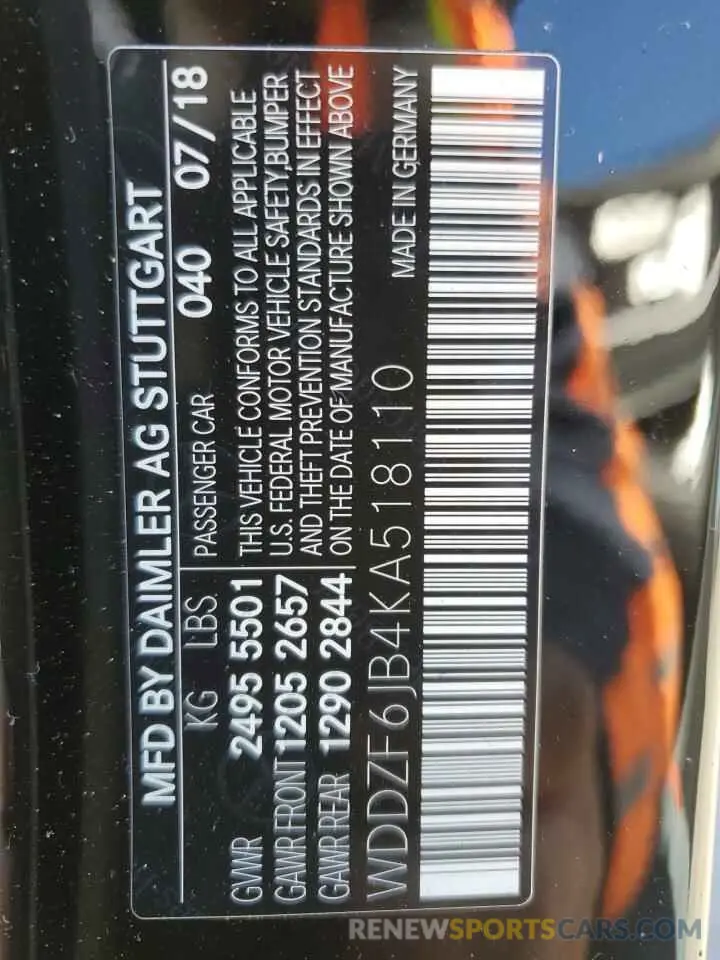 MFD BY DAIMLER AG STUTTGART
KG LBS. PASSENGER CAR 040 07/18
GVWR 2495 5501 THIS VEHICLE CONFORMS TO ALL APPLICABLE
GAWR FRONT 1205 2657 U.S. FEDERAL MOTOR VEHICLE SAFETY,BUMPER
GAWR REAR 1290 2844 AND THEFT PREVENTION STANDARDS IN EFFECT
ON THE DATE OF MANUFACTURE SHOWN ABOVE
WDDZF6JB4KA518110 MADE IN GERMANY
RENEWSPORTSCARS.COM